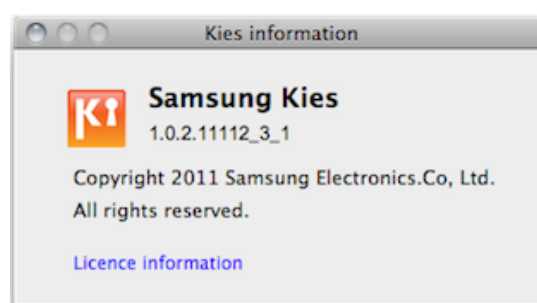 Kies information
Ki
Samsung Kies
1.0.2.11112_3_1
Copyright 2011 Samsung Electronics.Co, Ltd.
All rights reserved.
Licence information